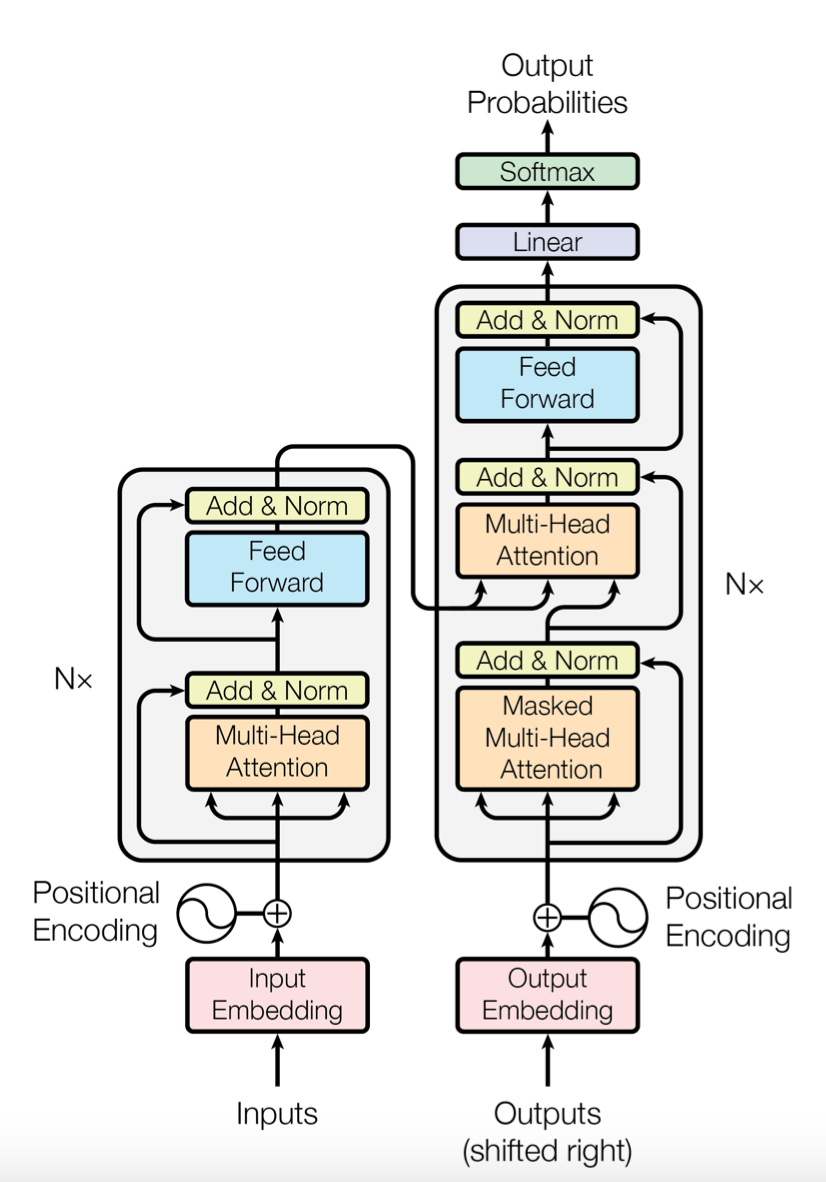 Output
Probabilities
Softmax
Linear
Add & Norm
Feed
Forward
Add & Norm
Multi-Head
Attention
Nx
Add & Norm
Masked
Multi-Head
Attention
Positional
Encoding
Output
Embedding
Outputs
(shifted right)
Add & Norm
Feed
Forward
Nx
Add & Norm
Multi-Head
Attention
Positional
Encoding
Input
Embedding
Inputs